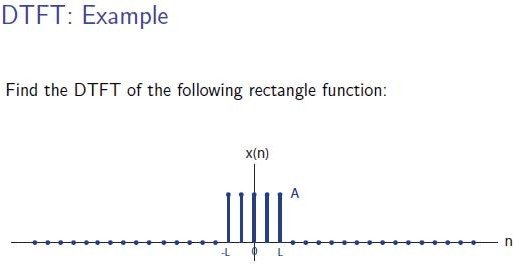 DTFT: Example
Find the DTFT of the following rectangle function:
x(n)
A
n
-L 0 L